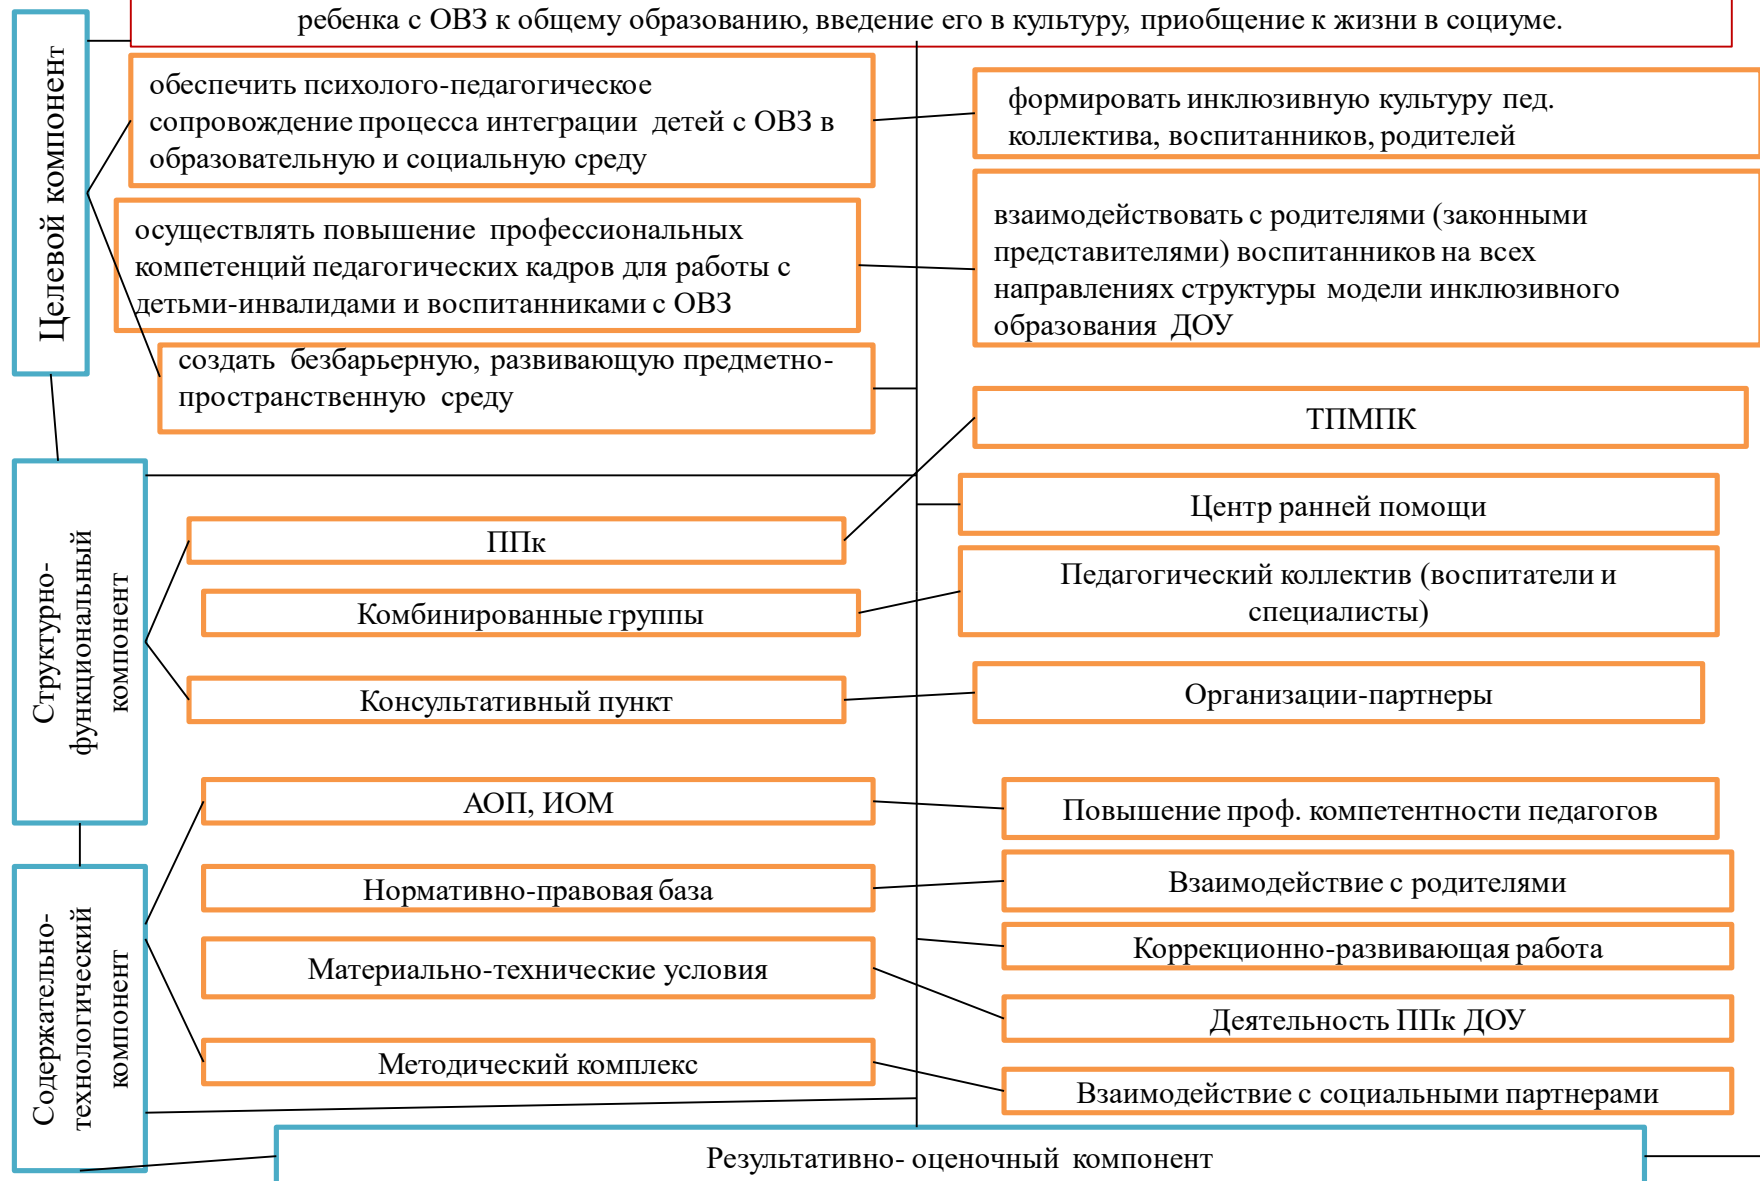 ребенка с ОВЗ к общему образованию, введение его в культуру, приобщение к жизни в социуме.
Целевой компонент
обеспечить психолого-педагогическое
сопровождение процесса интеграции детей с ОВЗ в
образовательную и социальную среду
формировать инклюзивную культуру пед.
коллектива, воспитанников, родителей
осуществлять повышение профессиональных
компетенций педагогических кадров для работы с
детьми-инвалидами и воспитанниками с ОВЗ
взаимодействовать с родителями (законными
представителями) воспитанников на всех
направлениях структуры модели инклюзивного
образования ДОУ
создать безбарьерную, развивающую предметно-
пространственную среду
Структурно-
функциональный
компонент
ТПМПК
Центр ранней помощи
ППк
Педагогический коллектив (воспитатели и
специалисты)
Комбинированные группы
Консультативный пункт
Организации-партнеры
Содержательно-
технологический
компонент
АОП, ИОМ
Повышение проф. компетентности педагогов
Нормативно-правовая база
Взаимодействие с родителями
Коррекционно-развивающая работа
Материально-технические условия
Деятельность ППк ДОУ
Методический комплекс
Взаимодействие с социальными партнерами
Результативно- оценочный компонент